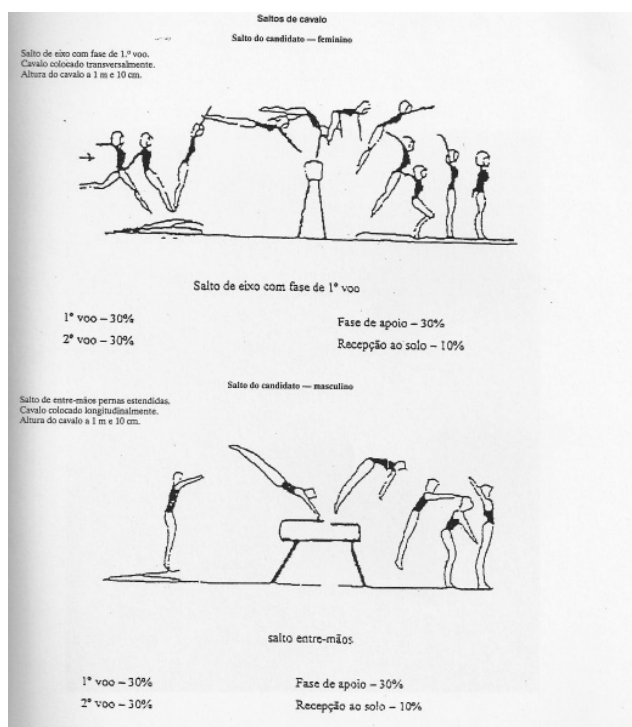 Saltos de cavalo
Salto do candidato — feminino
Salto de eixo com fase de 1.º voo.
Cavalo colocado transversalmente.
Altura do cavalo a 1 m e 10 cm.
Salto de eixo com fase de 1º voo
1º voo – 30%
Fase de apoio – 30%
2º voo – 30%
Recepção ao solo – 10%
Salto do candidato — masculino
Salto de entre-mãos pernas estendidas.
Cavalo colocado longitudinalmente.
Altura do cavalo a 1 m e 10 cm.
salto entre-mãos
1º voo – 30%
Fase de apoio – 30%
2º voo – 30%
Recepção ao solo – 10%